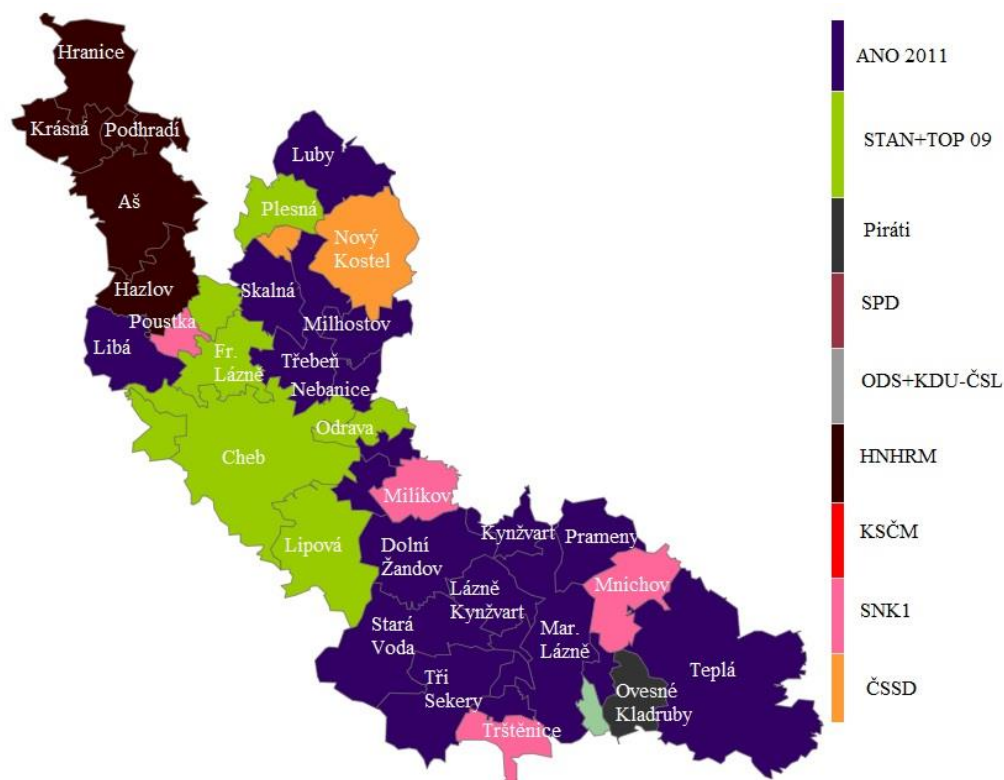 Hranice
Krásná
Podhradí
Aš
Hazlov
Poustka
Libá
Luby
Plesná
Nový
Kostel
Skalná
Milhostov
Fr.
Lázně
Třebeň
Nebanice
Odrava
Cheb
Milíkov
Lipová
Dolní
Žandov
Kynžvart
Prameny
Lázně
Kynžvart
Mnichov
Stará
Voda
Mar.
Lázně
Teplá
Tři
Sekery
Ovesné
Kladruby
Trštěnice
ANO 2011
STAN+TOP 09
Piráti
SPD
ODS+KDU-ČSL
HNHRM
KSČM
SNK1
ČSSD